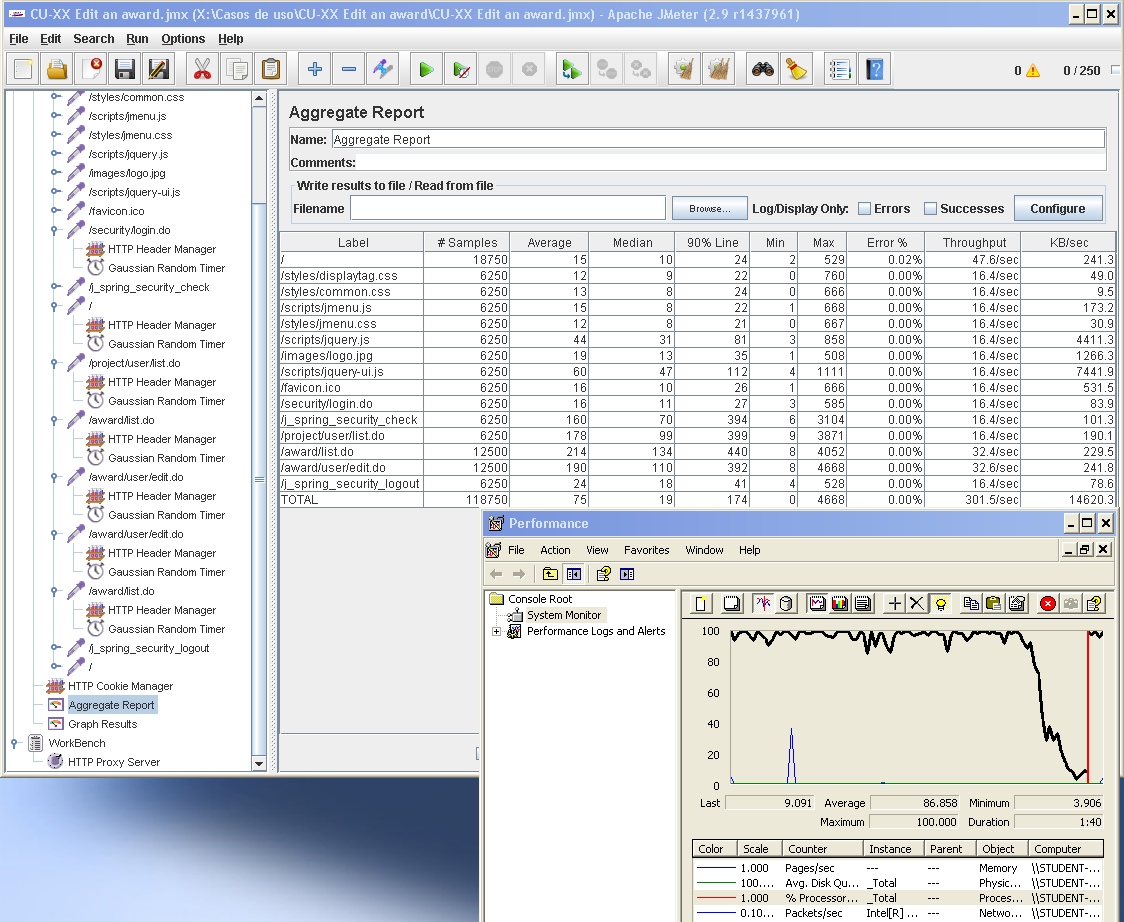 CU-XX Edit an award.jmx (X:\Casos de uso\CU-XX Edit an award\CU-XX Edit an award.jmx) - Apache JMeter (2.9 r1437961)
File Edit Search Run Options Help
0 0 / 250
/styles/common.css
/scripts/jmenu.js
/styles/jmenu.css
/scripts/jquery.js
/images/logo.jpg
/scripts/jquery-ui.js
/favicon.ico
/security/login.do
HTTP Header Manager
Gaussian Random Timer
/j_spring_security_check
/
HTTP Header Manager
Gaussian Random Timer
/project/user/list.do
HTTP Header Manager
Gaussian Random Timer
/award/list.do
HTTP Header Manager
Gaussian Random Timer
/award/user/edit.do
HTTP Header Manager
Gaussian Random Timer
/award/user/edit.do
HTTP Header Manager
Gaussian Random Timer
/award/list.do
HTTP Header Manager
Gaussian Random Timer
/j_spring_security_logout
/
HTTP Cookie Manager
Aggregate Report
Graph Results
WorkBench
HTTP Proxy Server
Aggregate Report
Name: Aggregate Report
Comments:
Write results to file / Read from file
Filename Browse... Log/Display Only: Errors Successes Configure
Label # Samples Average Median 90% Line Min Max Error % Throughput KB/sec
/ 18750 15 10 24 2 529 0.02% 47.6/sec 241.3
/styles/displaytag.css 6250 12 9 22 0 760 0.00% 16.4/sec 49.0
/styles/common.css 6250 13 8 24 0 666 0.00% 16.4/sec 9.5
/scripts/jmenu.js 6250 15 8 22 1 668 0.00% 16.4/sec 173.2
/styles/jmenu.css 6250 12 8 21 0 667 0.00% 16.4/sec 30.9
/scripts/jquery.js 6250 44 31 81 3 858 0.00% 16.4/sec 4411.3
/images/logo.jpg 6250 19 13 35 1 508 0.00% 16.4/sec 1266.3
/scripts/jquery-ui.js 6250 60 47 112 4 1111 0.00% 16.4/sec 7441.9
/favicon.ico 6250 16 10 26 1 666 0.00% 16.4/sec 531.5
/security/login.do 6250 16 11 27 3 585 0.00% 16.4/sec 83.9
/j_spring_security_check 6250 160 70 394 6 3104 0.00% 16.4/sec 101.3
/project/user/list.do 6250 178 99 399 9 3871 0.00% 16.4/sec 190.1
/award/list.do 12500 214 134 440 8 4052 0.00% 32.4/sec 229.5
/award/user/edit.do 12500 190 110 392 8 4668 0.00% 32.6/sec 241.8
/j_spring_security_logout 6250 24 18 41 4 528 0.00% 16.4/sec 78.6
TOTAL 118750 75 19 174 0 4668 0.00% 301.5/sec 14620.3
Performance
File Action View Favorites Window Help
Console Root
System Monitor
Performance Logs and Alerts
100
80
60
40
20
0
Last 9.091 Average 86.858 Minimum 3.906
Maximum 100.000 Duration 1:40
Color Scale Counter Instance Parent Object Computer
1.000 Pages/sec --- --- Memory \\STUDENT-...
100.... Avg. Disk Qu... _Total --- Physic... \\STUDENT-...
1.000 % Processor... _Total --- Proces... \\STUDENT-...
0.10... Packets/sec Intel[R] ... --- Netwo... \\STUDENT-...